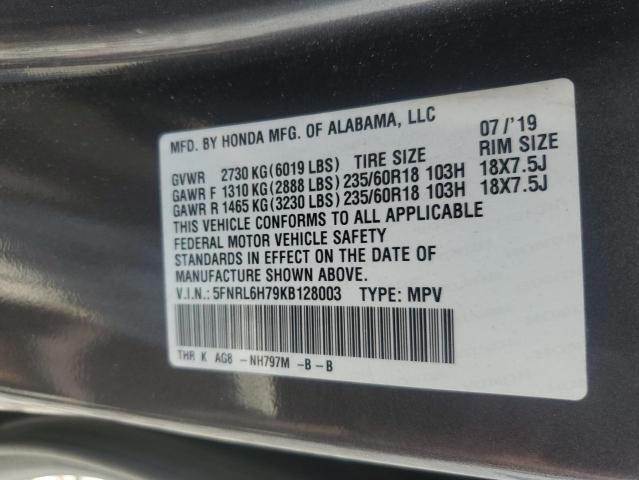 MFD. BY HONDA MFG. OF ALABAMA, LLC 07/'19
GVWR 2730 KG(6019 LBS) TIRE SIZE RIM SIZE
GAWR F 1310 KG(2888 LBS) 235/60R18 103H 18X7.5J
GAWR R 1465 KG(3230 LBS) 235/60R18 103H 18X7.5J
THIS VEHICLE CONFORMS TO ALL APPLICABLE
FEDERAL MOTOR VEHICLE SAFETY
STANDARDS IN EFFECT ON THE DATE OF
MANUFACTURE SHOWN ABOVE.
V.I.N.: 5FNRL6H79KB128003 TYPE: MPV
THR K AG8 -NH797M -B -B